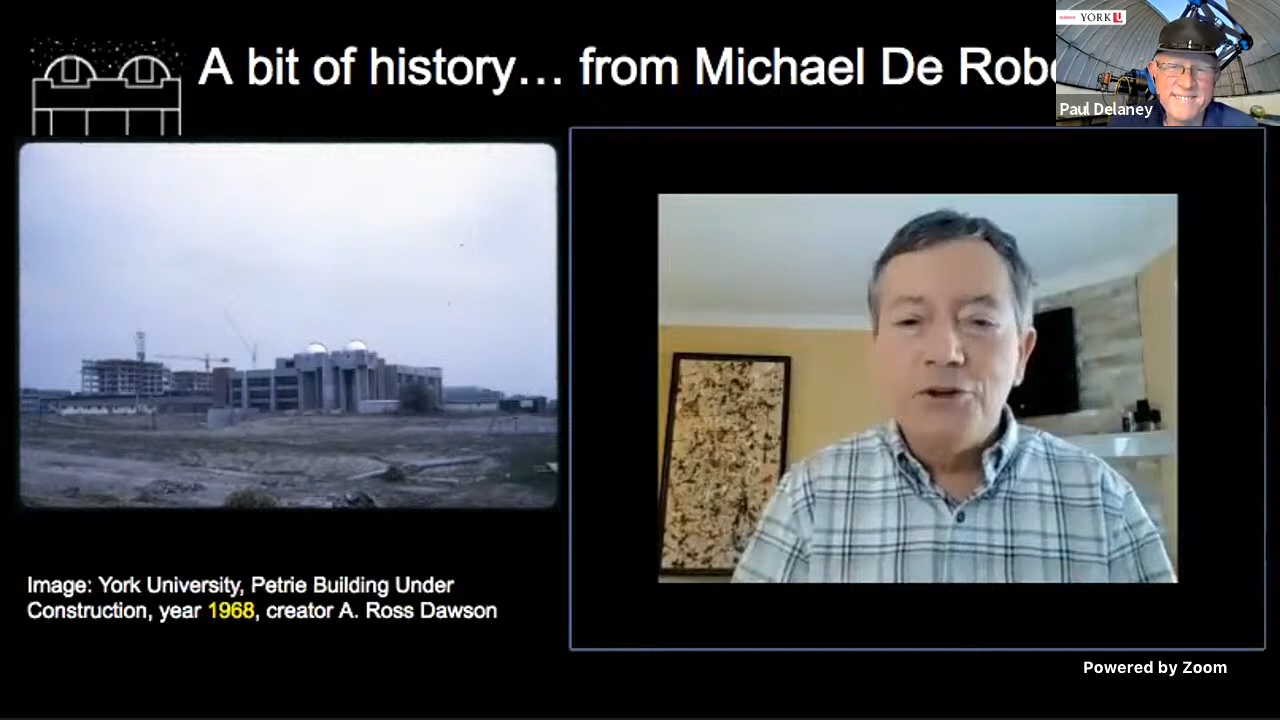 A bit of history… from Michael De Robe
science YORK U
Paul Delaney
Image: York University, Petrie Building Under
Construction, year 1968, creator A. Ross Dawson
Powered by Zoom